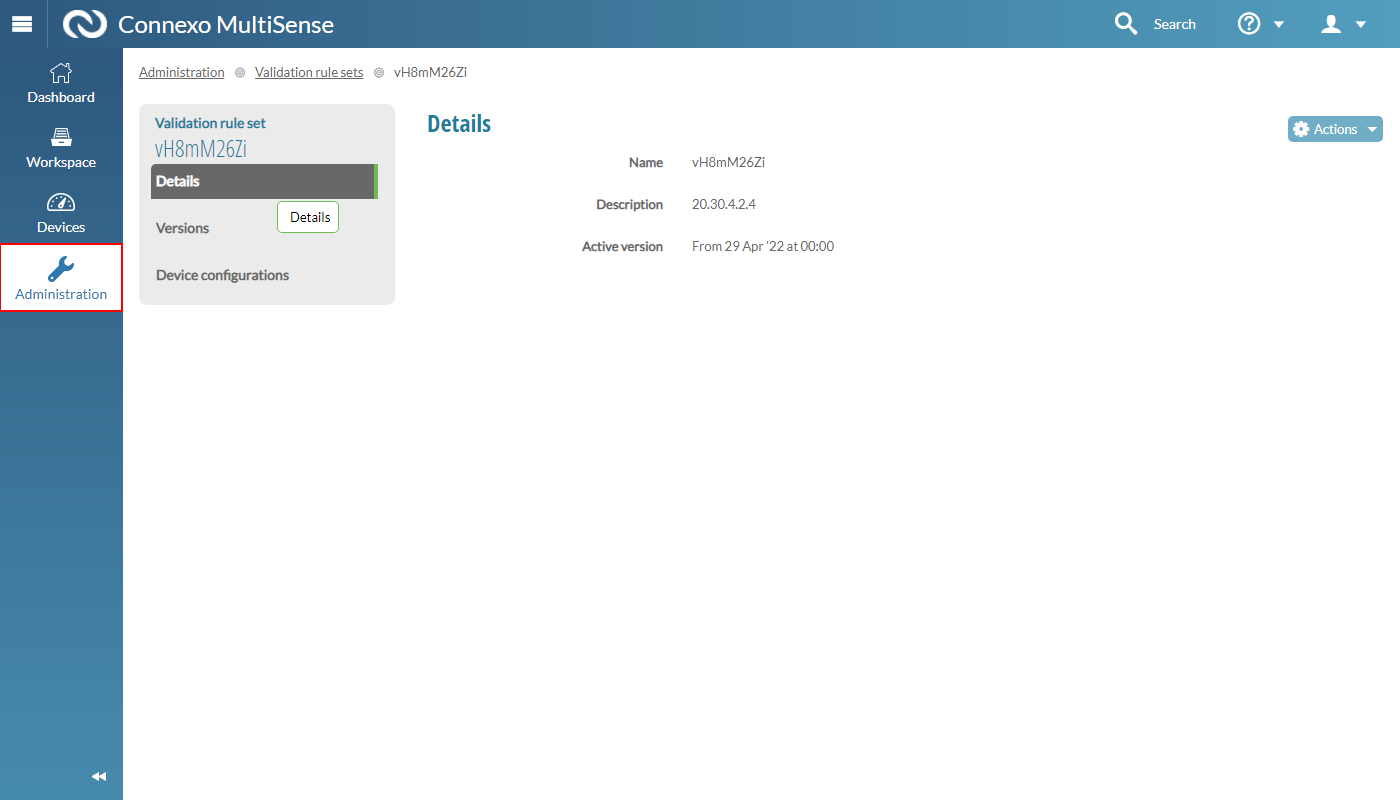 Connexo MultiSense
Search
Dashboard
Workspace
Devices
Administration
Administration Validation rule sets vH8mM26Zi
Validation rule set
vH8mM26Zi
Details
Versions
Device configurations
Details
Details
Actions
Name vH8mM26Zi
Description 20.30.4.2.4
Active version From 29 Apr '22 at 00:00